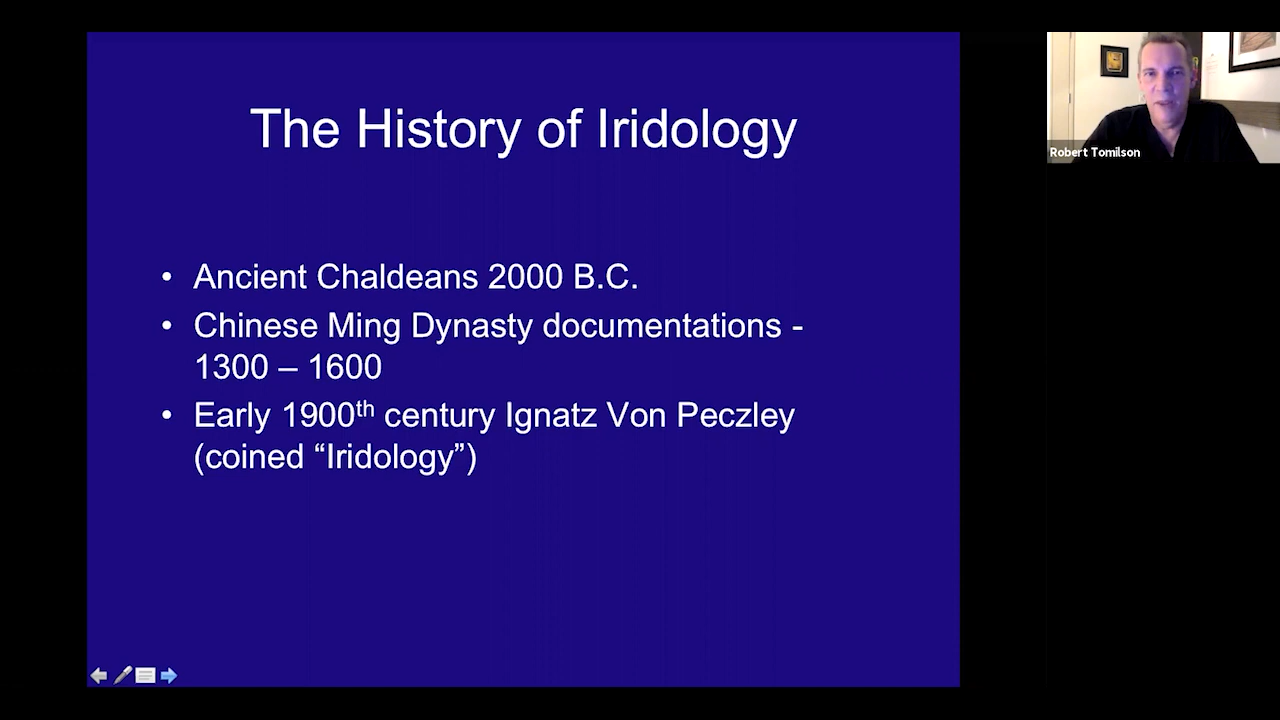 The History of Iridology
• Ancient Chaldeans 2000 B.C.
• Chinese Ming Dynasty documentations -
1300 – 1600
• Early 1900th century Ignatz Von Peczley
(coined “Iridology”)
Robert Tomilson